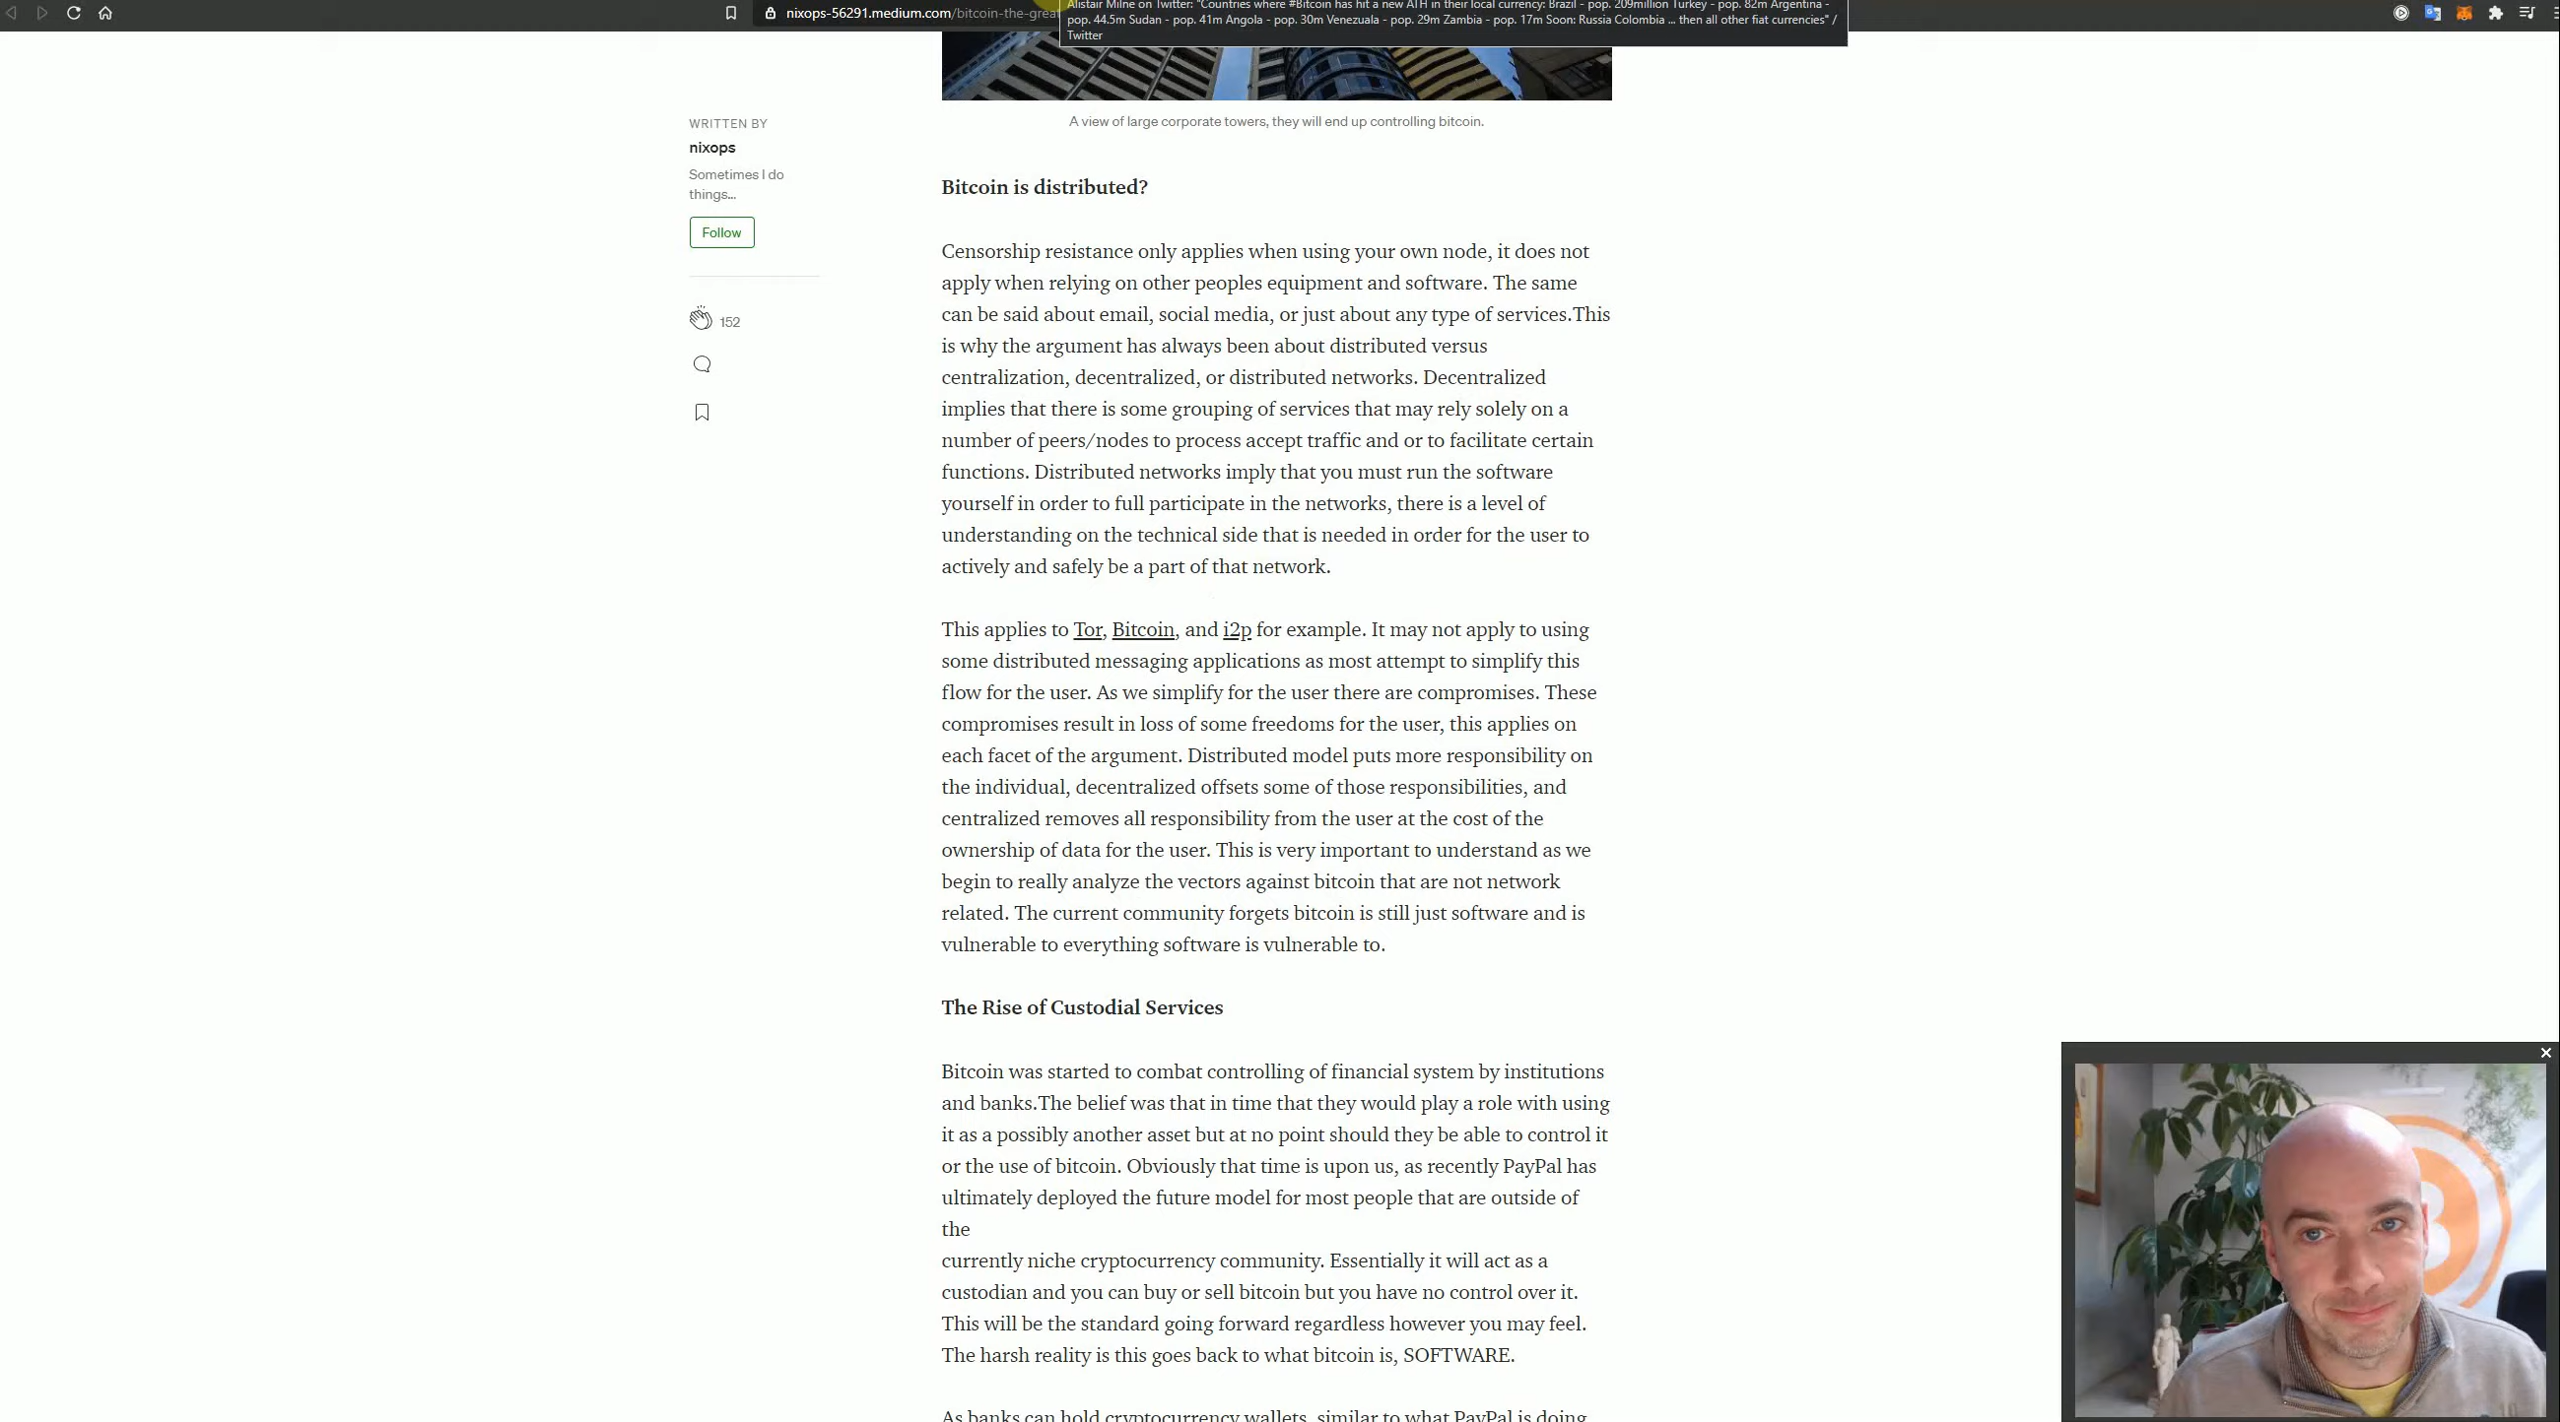 nixops-56291.medium.com/bitcoin-the-grea
Alistair Milne on Twitter: "Countries where #Bitcoin has hit a new ATH in their local currency: Brazil - pop. 209million Turkey - pop. 82m Argentina -
pop. 44.5m Sudan - pop. 41m Angola - pop. 30m Venezuala - pop. 29m Zambia - pop. 17m Soon: Russia Colombia ... then all other fiat currencies" /
Twitter
A view of large corporate towers, they will end up controlling bitcoin.
WRITTEN BY
nixops
Sometimes I do
things...
Follow
152
Bitcoin is distributed?
Censorship resistance only applies when using your own node, it does not
apply when relying on other peoples equipment and software. The same
can be said about email, social media, or just about any type of services.This
is why the argument has always been about distributed versus
centralization, decentralized, or distributed networks. Decentralized
implies that there is some grouping of services that may rely solely on a
number of peers/nodes to process accept traffic and or to facilitate certain
functions. Distributed networks imply that you must run the software
yourself in order to full participate in the networks, there is a level of
understanding on the technical side that is needed in order for the user to
actively and safely be a part of that network.
This applies to Tor, Bitcoin, and i2p for example. It may not apply to using
some distributed messaging applications as most attempt to simplify this
flow for the user. As we simplify for the user there are compromises. These
compromises result in loss of some freedoms for the user, this applies on
each facet of the argument. Distributed model puts more responsibility on
the individual, decentralized offsets some of those responsibilities, and
centralized removes all responsibility from the user at the cost of the
ownership of data for the user. This is very important to understand as we
begin to really analyze the vectors against bitcoin that are not network
related. The current community forgets bitcoin is still just software and is
vulnerable to everything software is vulnerable to.
The Rise of Custodial Services
Bitcoin was started to combat controlling of financial system by institutions
and banks.The belief was that in time that they would play a role with using
it as a possibly another asset but at no point should they be able to control it
or the use of bitcoin. Obviously that time is upon us, as recently PayPal has
ultimately deployed the future model for most people that are outside of
the
currently niche cryptocurrency community. Essentially it will act as a
custodian and you can buy or sell bitcoin but you have no control over it.
This will be the standard going forward regardless however you may feel.
The harsh reality is this goes back to what bitcoin is, SOFTWARE.
As banks can hold cryptocurrency wallets, similar to what PayPal is doing